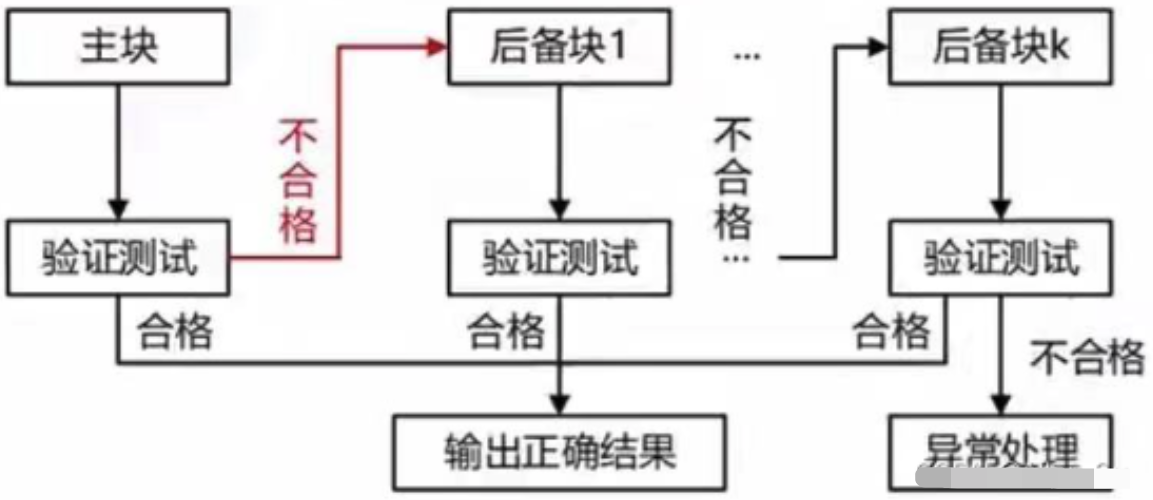 主块
后备块1
...
后备块k
不合格
不合格
验证测试
验证测试
...
验证测试
合格
合格
合格
不合格
输出正确结果
异常处理